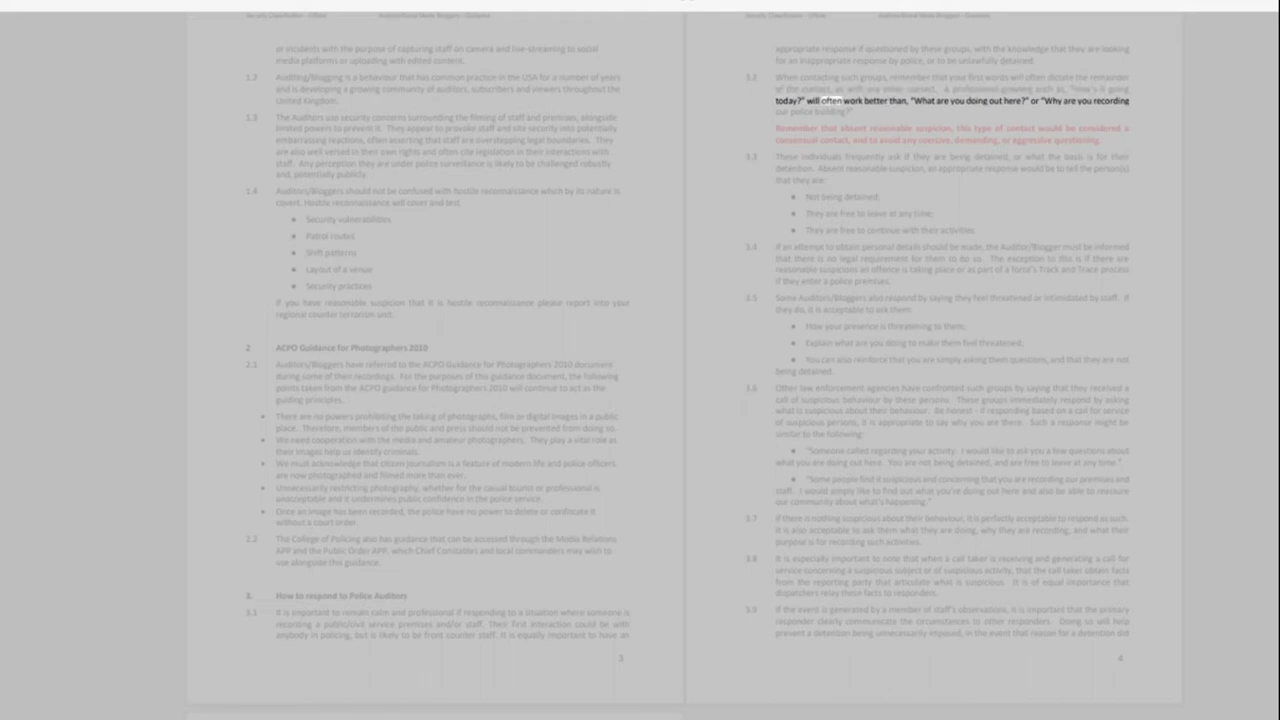 Security Classification - Official Auditors/Social Media Bloggers - Guidance
or incidents with the purpose of capturing staff on camera and live-streaming to social
media platforms or uploading with edited content.
1.2 Auditing/Blogging is a behaviour that has common practice in the USA for a number of years
and is developing a growing community of auditors, subscribers and viewers throughout the
United Kingdom.
1.3 The Auditors use security concerns surrounding the filming of staff and premises, alongside
limited powers to prevent it. They appear to provoke staff and site security into potentially
embarrassing reactions, often asserting that staff are overstepping legal boundaries. They
are also well versed in their own rights and often cite legislation in their interactions with
staff. Any perception they are under police surveillance is likely to be challenged robustly
and, potentially publicly.
1.4 Auditors/Bloggers should not be confused with hostile reconnaissance which by its nature is
covert. Hostile reconnaissance will cover and test:
• Security vulnerabilities
• Patrol routes
• Shift patterns
• Layout of a venue
• Security practices
If you have reasonable suspicion that it is hostile reconnaissance please report into your
regional counter terrorism unit.
2 ACPO Guidance for Photographers 2010
2.1 Auditors/Bloggers have referred to the ACPO Guidance for Photographers 2010 document
during some of their recordings. For the purposes of this guidance document, the following
points taken from the ACPO guidance for Photographers 2010 will continue to act as the
guiding principles.
• There are no powers prohibiting the taking of photographs, film or digital images in a public
place. Therefore, members of the public and press should not be prevented from doing so.
• We need cooperation with the media and amateur photographers. They play a vital role as
their images help us identify criminals
• We must acknowledge that citizen journalism is a feature of modern life and police officers
are now photographed and filmed more than ever.
• Unnecessarily restricting photography, whether for the casual tourist or professional is
unacceptable and it undermines public confidence in the police service.
• Once an image has been recorded, the police have no power to delete or confiscate it
without a court order.
2.2 The College of Policing also has guidance that can be accessed through the Media Relations
APP and the Public Order APP, which Chief Constables and local commanders may wish to
use alongside this guidance.
3. How to respond to Police Auditors
3.1 It is important to remain calm and professional if responding to a situation where someone is
recording a public/civil service premises and/or staff. Their first interaction could be with
anybody in policing, but is likely to be front counter staff. It is equally important to have an
3
Security Classification - Official Auditors/Social Media Bloggers - Guidance
appropriate response if questioned by these groups, with the knowledge that they are looking
for an inappropriate response by police, or to be unlawfully detained.
3.2 When contacting such groups, remember that your first words will often dictate the remainder
of the contact, as with any other contact. A professional greeting such as, "How's it going
today?" will often work better than, "What are you doing out here?" or "Why are you recording
our police building?"
Remember that absent reasonable suspicion, this type of contact would be considered a
consensual contact, and to avoid any coercive, demanding, or aggressive questioning.
3.3 These individuals frequently ask if they are being detained, or what the basis is for their
detention. Absent reasonable suspicion, an appropriate response would be to tell the person(s)
that they are:
• Not being detained;
• They are free to leave at any time;
• They are free to continue with their activities.
3.4 If an attempt to obtain personal details should be made, the Auditor/Blogger must be informed
that there is no legal requirement for them to do so. The exception to this is if there are
reasonable suspicions an offence is taking place or as part of a force's Track and Trace process
if they enter a police premises.
3.5 Some Auditors/Bloggers also respond by saying they feel threatened or intimidated by staff. If
they do, it is acceptable to ask them:
• How your presence is threatening to them;
• Explain what are you doing to make them feel threatened;
• You can also reinforce that you are simply asking them questions, and that they are not
being detained.
3.6 Other law enforcement agencies have confronted such groups by saying that they received a
call of suspicious behaviour by these persons. These groups immediately respond by asking
what is suspicious about their behaviour. Be honest - if responding based on a call for service
of suspicious persons, it is appropriate to say why you are there. Such a response might be
similar to the following:
• "Someone called regarding your activity. I would like to ask you a few questions about
what you are doing out here. You are not being detained, and are free to leave at any time."
• "Some people find it suspicious and concerning that you are recording our premises and
staff. I would simply like to find out what you're doing out here and also be able to reassure
our community about what's happening."
3.7 If there is nothing suspicious about their behaviour, it is perfectly acceptable to respond as such.
It is also acceptable to ask them what they are doing, why they are recording, and what their
purpose is for recording such activities.
3.8 It is especially important to note that when a call taker is receiving and generating a call for
service concerning a suspicious subject or of suspicious activity, that the call taker obtain facts
from the reporting party that articulate what is suspicious. It is of equal importance that
dispatchers relay these facts to responders.
3.9 If the event is generated by a member of staff's observations, it is important that the primary
responder clearly communicate the circumstances to other responders. Doing so will help
prevent a detention being unnecessarily imposed, in the event that reason for a detention did
4